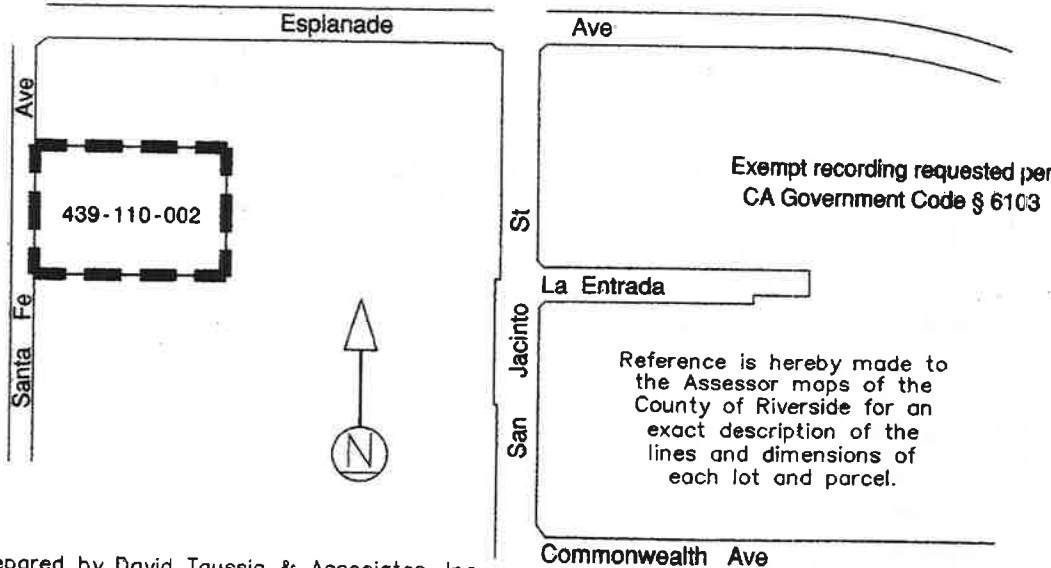 Esplanade Ave
Ave
Exempt recording requested per
CA Government Code § 6103
439-110-002
St
La Entrada
Santa Fe
San Jacinto
Reference is hereby made to
the Assessor maps of the
County of Riverside for an
exact description of the
lines and dimensions of
each lot and parcel.
N
Commonwealth Ave
by David Taussig & Associates,